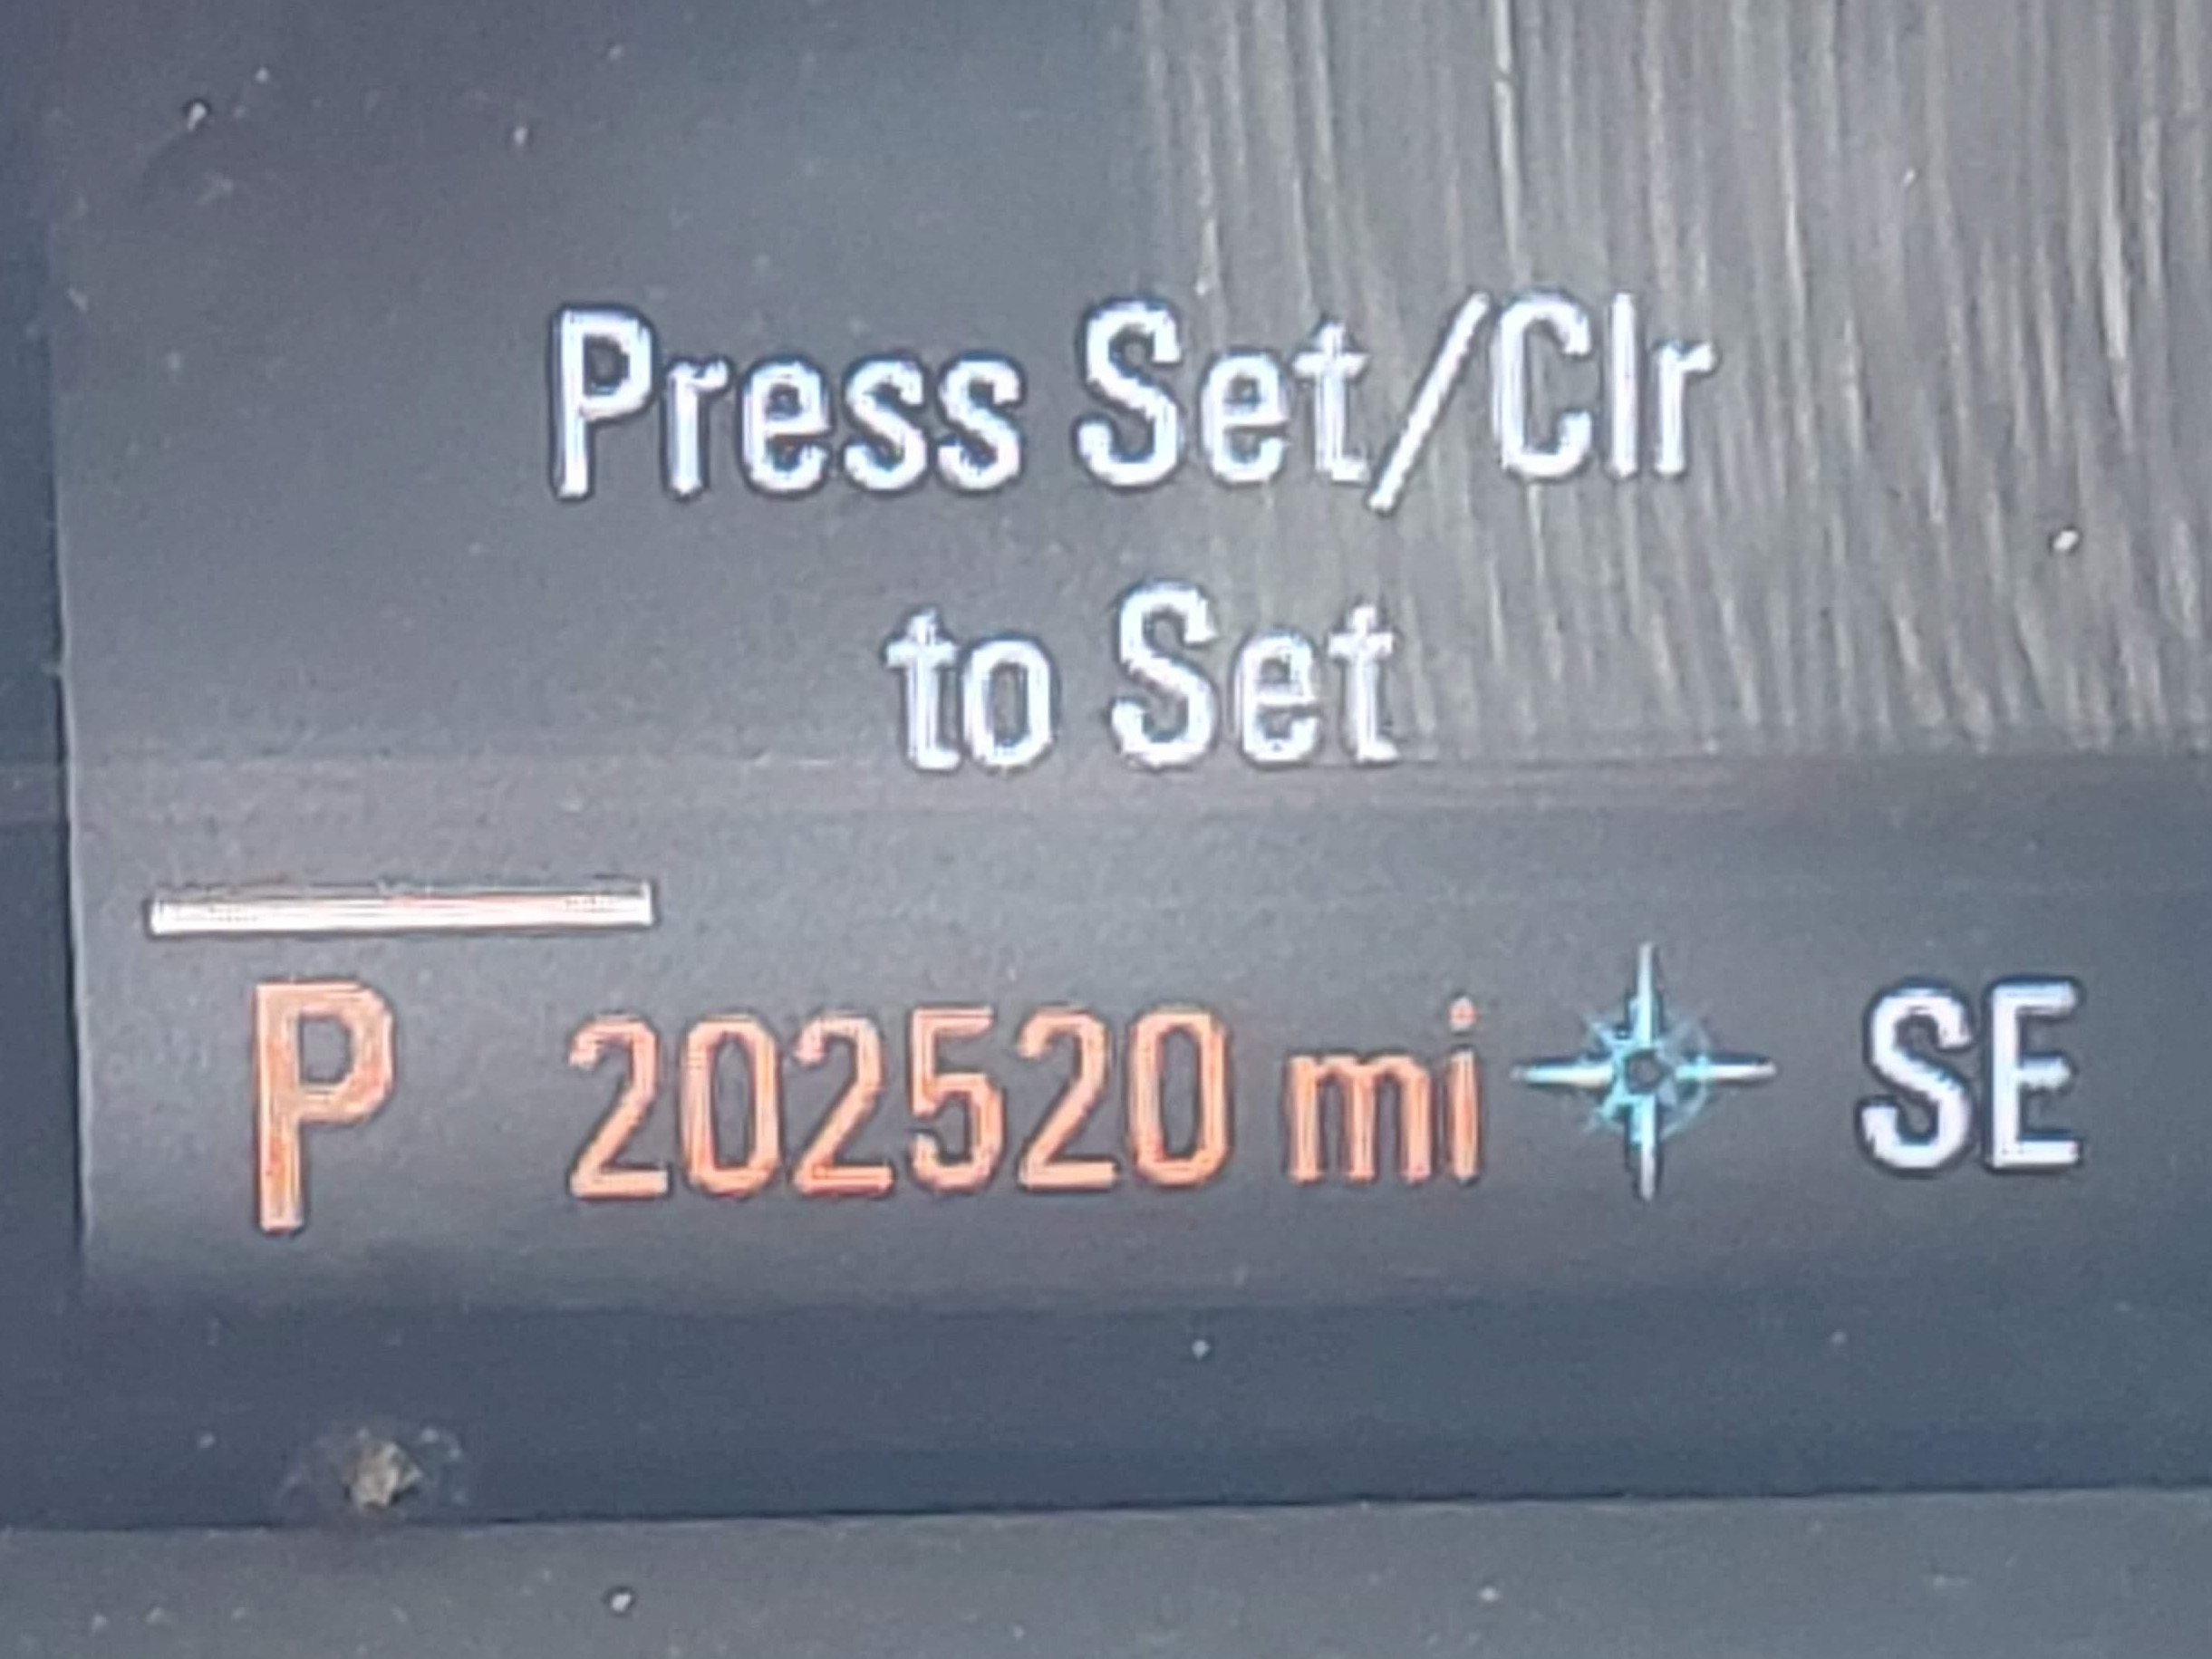 Press Set/Clr
to Set
P 202520 mi SE